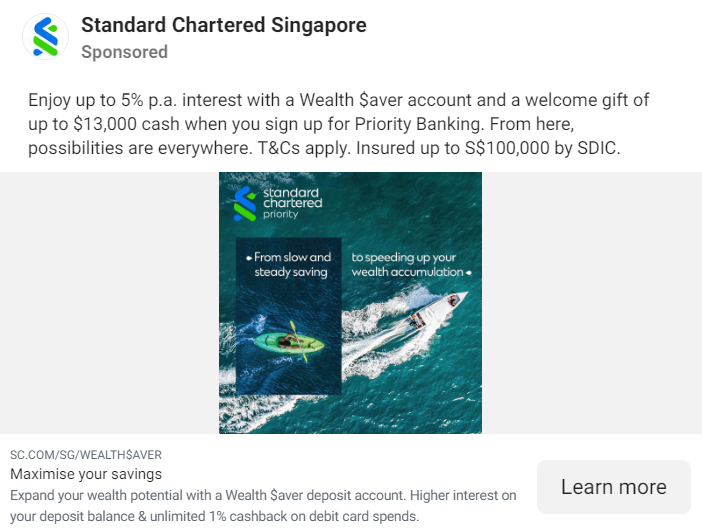 Standard Chartered Singapore
Sponsored
Enjoy up to 5% p.a. interest with a Wealth $aver account and a welcome gift of
up to $13,000 cash when you sign up for Priority Banking. From here,
possibilities are everywhere. T&Cs apply. Insured up to S$100,000 by SDIC.
standard
chartered
priority
From slow and
steady saving
to speeding up your
wealth accumulation
SC.COM/SG/WEALTH$AVER
Maximise your savings
Expand your wealth potential with a Wealth $aver deposit account. Higher interest on
your deposit balance & unlimited 1% cashback on debit card spends.
Learn more